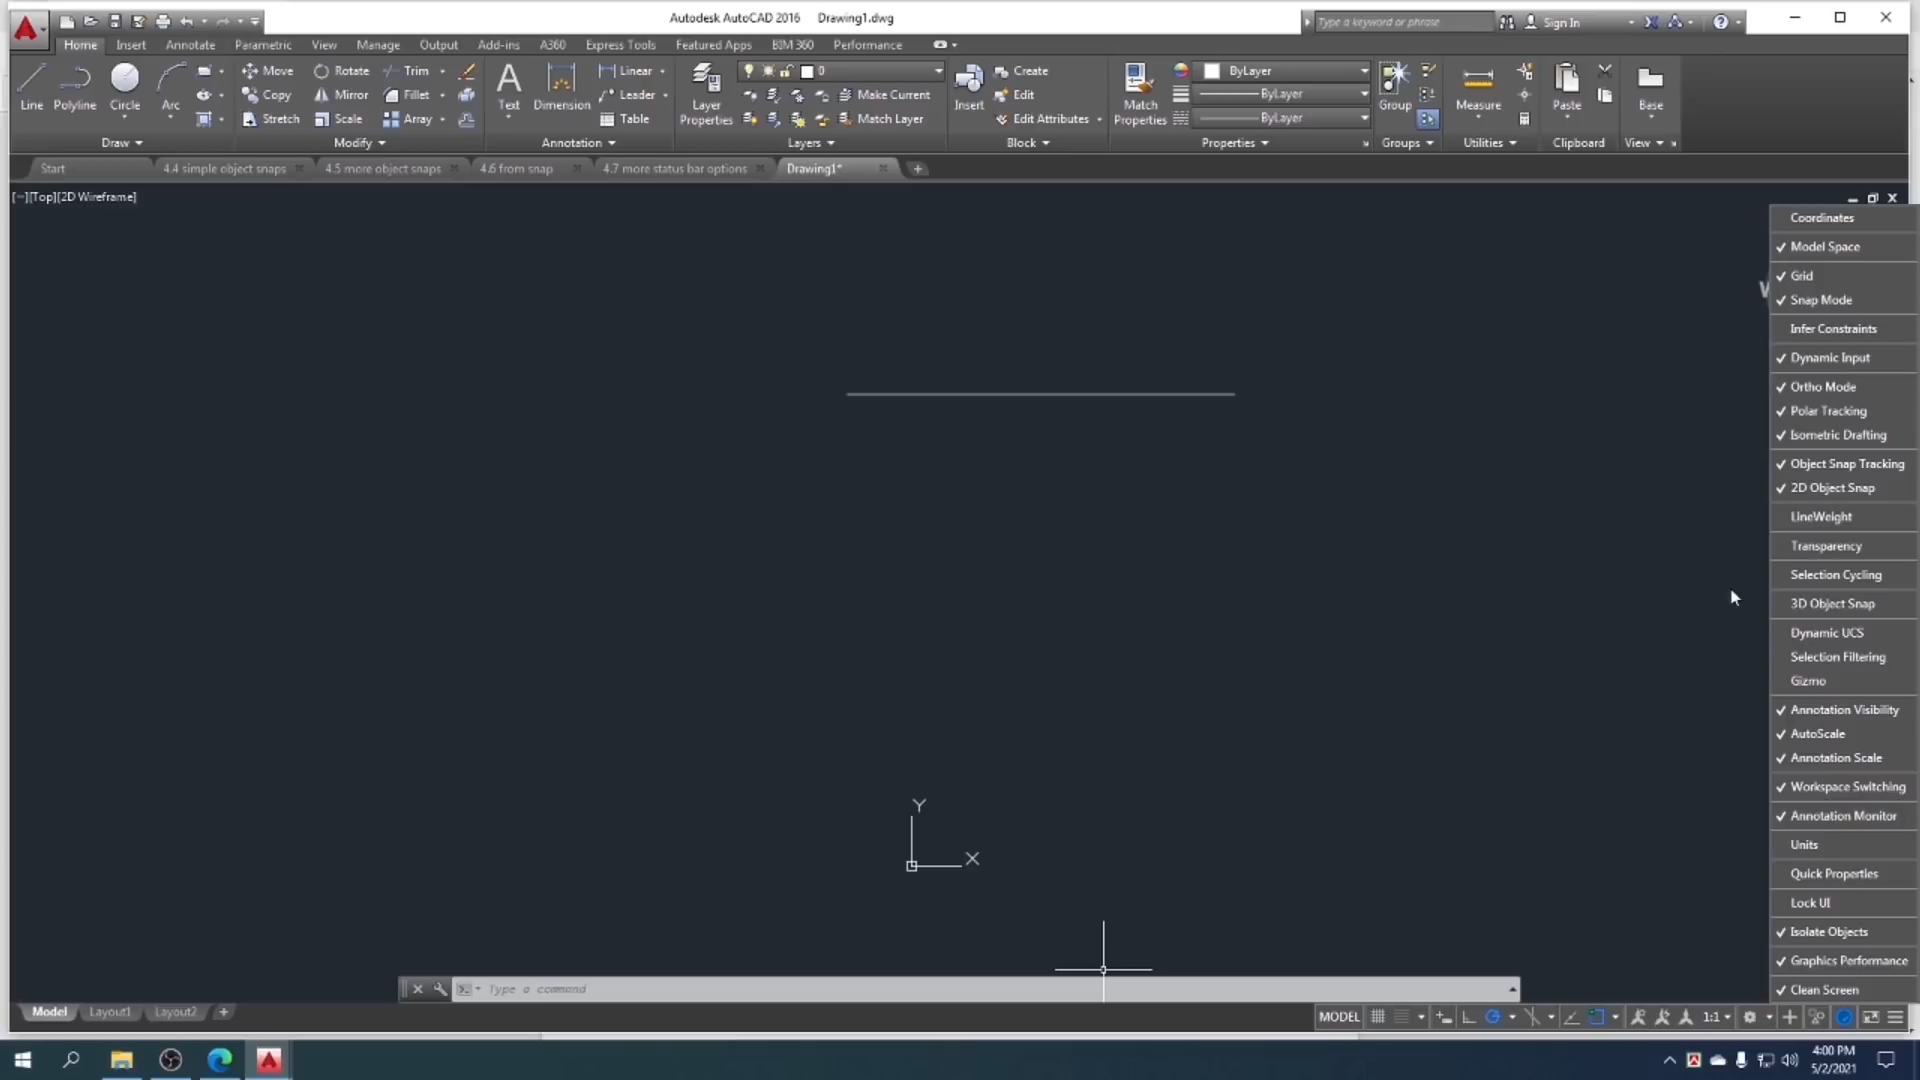 Autodesk AutoCAD 2016 Drawing1.dwg
Type a keyword or phrase
Sign In
Home Insert Annotate Parametric View Manage Output Add-ins A360 Express Tools Featured Apps BIM 360 Performance
Move Rotate Trim Linear 0 Create ByLayer
Copy Mirror Fillet Leader Make Current Edit ByLayer
Line Polyline Circle Arc Text Dimension Layer Properties Insert Match Properties Group Measure Paste Base
Stretch Scale Array Table Match Layer Edit Attributes ByLayer
Draw Modify Annotation Layers Block Properties Groups Utilities Clipboard View
Start 4.4 simple object snaps 4.5 more object snaps 4.6 from snap 4.7 more status bar options Drawing1*
[−][Top][2D Wireframe]
Coordinates
Model Space
Grid
Snap Mode
Infer Constraints
Dynamic Input
Ortho Mode
Polar Tracking
Isometric Drafting
Object Snap Tracking
2D Object Snap
LineWeight
Transparency
Selection Cycling
3D Object Snap
Dynamic UCS
Selection Filtering
Gizmo
Annotation Visibility
AutoScale
Annotation Scale
Workspace Switching
Annotation Monitor
Units
Quick Properties
Lock UI
Isolate Objects
Graphics Performance
Clean Screen
Y
X
Type a command
Model Layout1 Layout2
MODEL 1:1
4:00 PM
5/2/2021